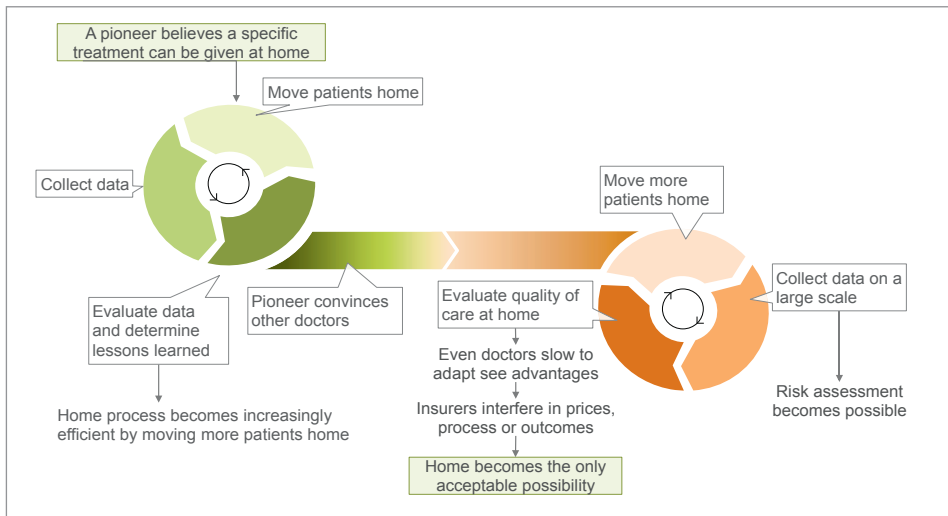 A pioneer believes a specific
treatment can be given at home
Move patients home
Collect data
Evaluate data
and determine
lessons learned
Home process becomes increasingly
efficient by moving more patients home
Pioneer convinces
other doctors
Move more
patients home
Collect data on a
large scale
Risk assessment
becomes possible
Evaluate quality of
care at home
Even doctors slow to
adapt see advantages
Insurers interfere in prices,
process or outcomes
Home becomes the only
acceptable possibility